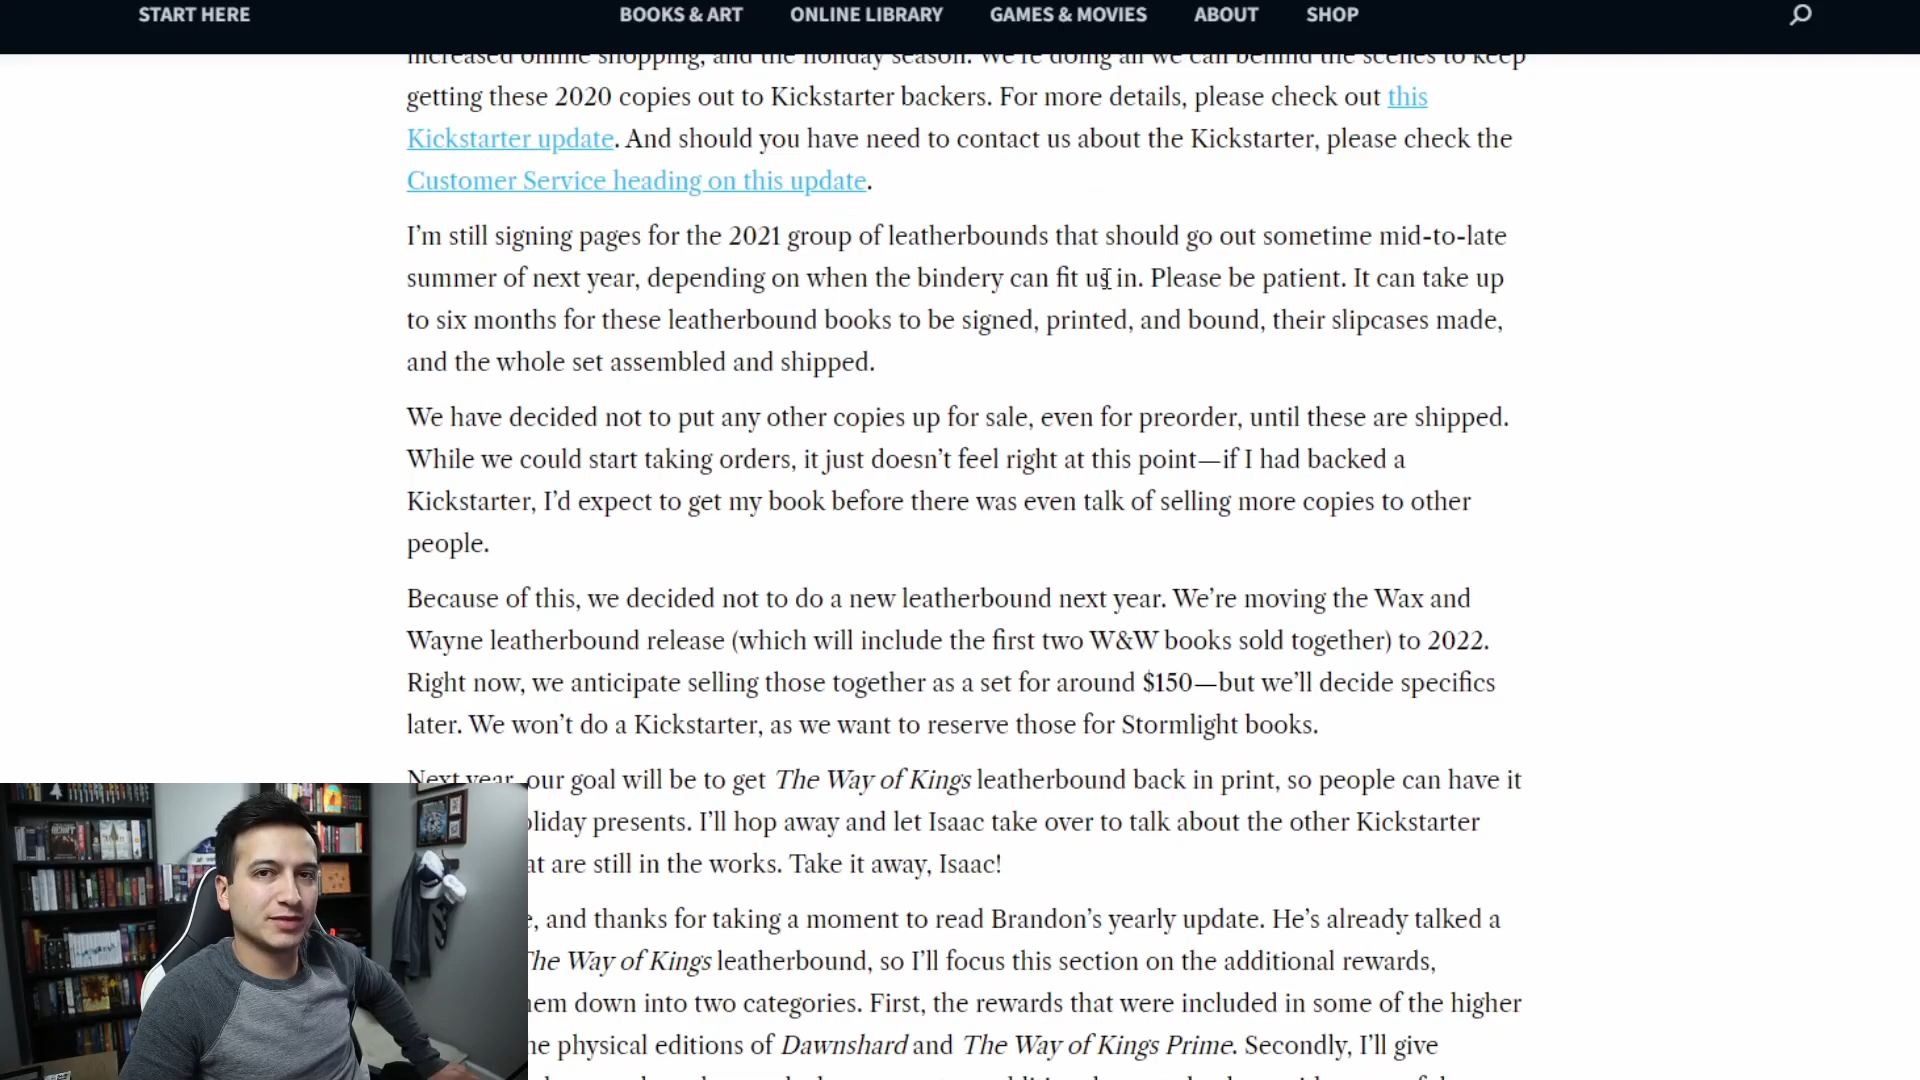 START HERE
BOOKS & ART
ONLINE LIBRARY
GAMES & MOVIES
ABOUT
SHOP
increased online shopping, and the holiday season. We're doing all we can behind the scenes to keep
getting these 2020 copies out to Kickstarter backers. For more details, please check out this
Kickstarter update. And should you have need to contact us about the Kickstarter, please check the
Customer Service heading on this update.
I'm still signing pages for the 2021 group of leatherbounds that should go out sometime mid-to-late
summer of next year, depending on when the bindery can fit us in. Please be patient. It can take up
to six months for these leatherbound books to be signed, printed, and bound, their slipcases made,
and the whole set assembled and shipped.
We have decided not to put any other copies up for sale, even for preorder, until these are shipped.
While we could start taking orders, it just doesn't feel right at this point—if I had backed a
Kickstarter, I'd expect to get my book before there was even talk of selling more copies to other
people.
Because of this, we decided not to do a new leatherbound next year. We're moving the Wax and
Wayne leatherbound release (which will include the first two W&W books sold together) to 2022.
Right now, we anticipate selling those together as a set for around $150—but we'll decide specifics
later. We won't do a Kickstarter, as we want to reserve those for Stormlight books.
Next year, our goal will be to get The Way of Kings leatherbound back in print, so people can have it
presents. I'll hop away and let Isaac take over to talk about the other Kickstarter
are still in the works. Take it away, Isaac!
and thanks for taking a moment to read Brandon's yearly update. He's already talked a
The Way of Kings leatherbound, so I'll focus this section on the additional rewards,
down into two categories. First, the rewards that were included in some of the higher
physical editions of Dawnshard and The Way of Kings Prime. Secondly, I'll give